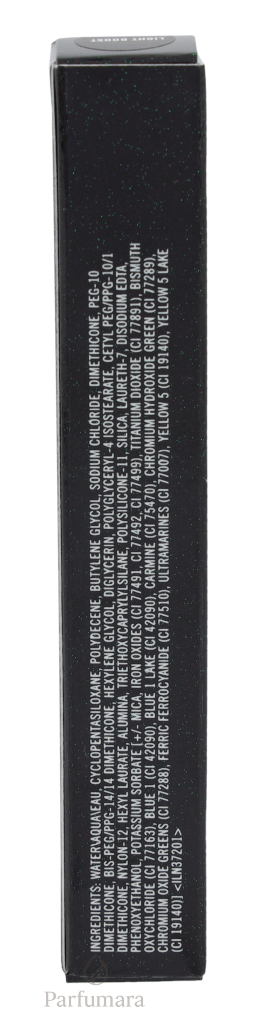 LIGHT BOOST
INGREDIENTS: WATER\AQUA\EAU, CYCLOPENTASILOXANE, POLYDECENE, BUTYLENE GLYCOL, SODIUM CHLORIDE, DIMETHICONE, PEG-10
DIMETHICONE, BIS-PEG/PPG-14/14 DIMETHICONE, HEXYLENE GLYCOL, DIGLYCERIN, POLYGLYCERYL-4 ISOSTEARATE, CETYL PEG/PPG-10/1
DIMETHICONE, NYLON-12, HEXYL LAURATE, ALUMINA, TRIETHOXYCAPRYLYLSILANE, POLYSILICONE-11, SILICA, LAURETH-7, DISODIUM EDTA,
PHENOXYETHANOL, POTASSIUM SORBATE [+/- MICA, IRON OXIDES (CI 77491, CI 77492, CI 77499), TITANIUM DIOXIDE (CI 77891), BISMUTH
OXYCHLORIDE (CI 77163), BLUE 1 (CI 42090), BLUE 1 LAKE (CI 42090), CARMINE (CI 75470), CHROMIUM HYDROXIDE GREEN (CI 77289),
CHROMIUM OXIDE GREENS (CI 77288), FERRIC FERROCYANIDE (CI 77510), ULTRAMARINES (CI 77007), YELLOW 5 (CI 19140), YELLOW 5 LAKE
(CI 19140)] <ILN37201>
Parfumara